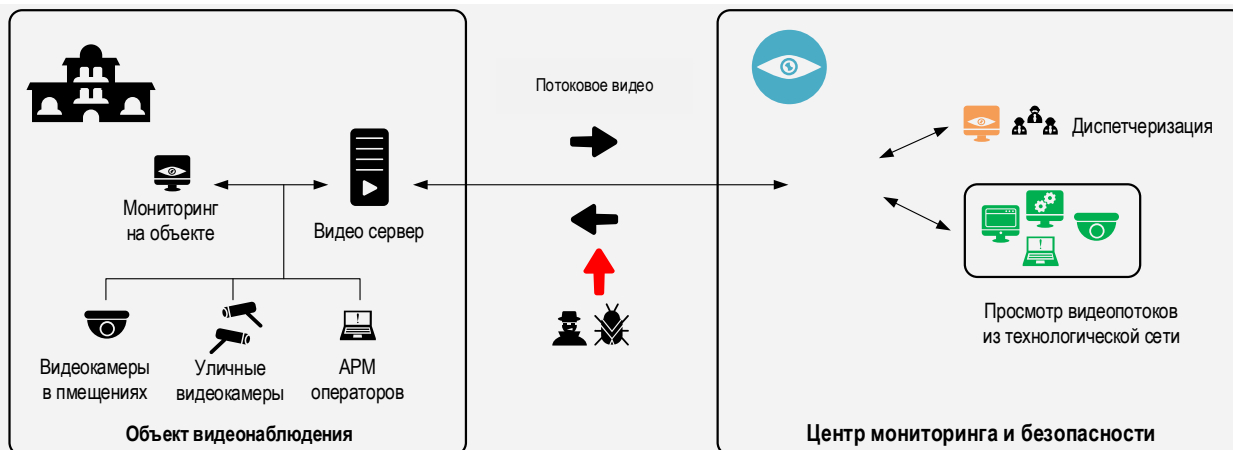 Потоковое видео
Диспетчеризация
Мониторинг
на объекте
Видео сервер
Просмотр видеопотоков
из технологической сети
Видеокамеры
в пмещениях
Уличные
видеокамеры
АРМ
операторов
Объект видеонаблюдения
Центр мониторинга и безопасности